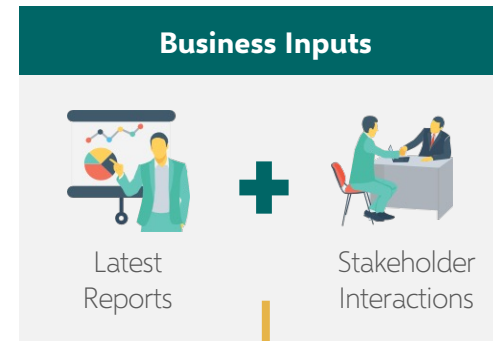 Business Inputs
Latest
Reports
Stakeholder
Interactions